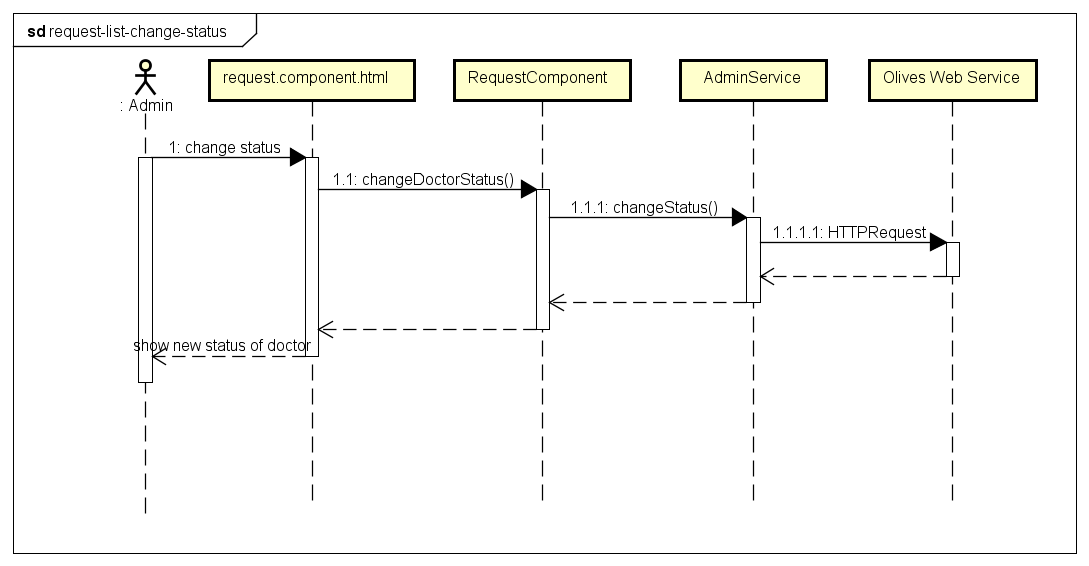 sd request-list-change-status
: Admin
request.component.html
RequestComponent
AdminService
Olives Web Service
1: change status
1.1: changeDoctorStatus()
1.1.1: changeStatus()
1.1.1.1: HTTPRequest
show new status of doctor